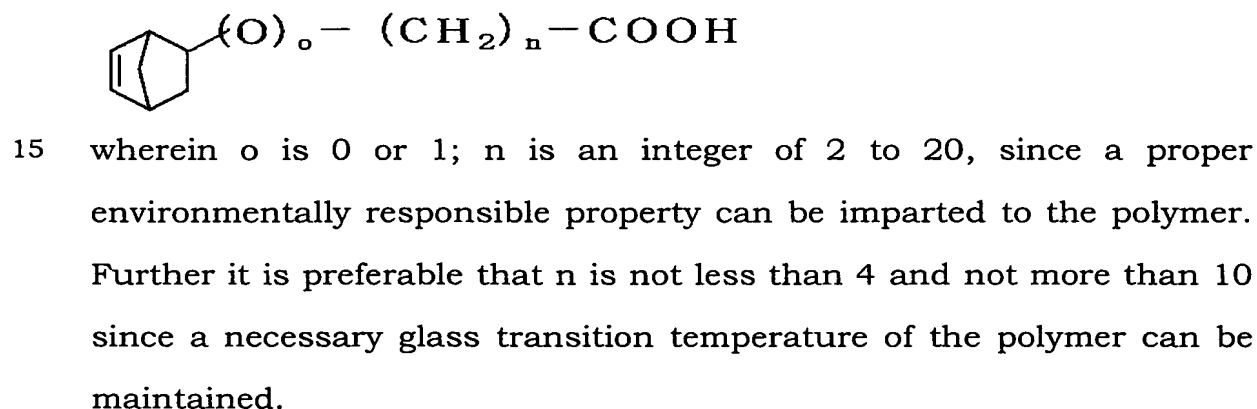 (O)ₒ— (CH₂)ₙ—COOH
15 wherein o is 0 or 1; n is an integer of 2 to 20, since a proper
environmentally responsible property can be imparted to the polymer.
Further it is preferable that n is not less than 4 and not more than 10
since a necessary glass transition temperature of the polymer can be
maintained.